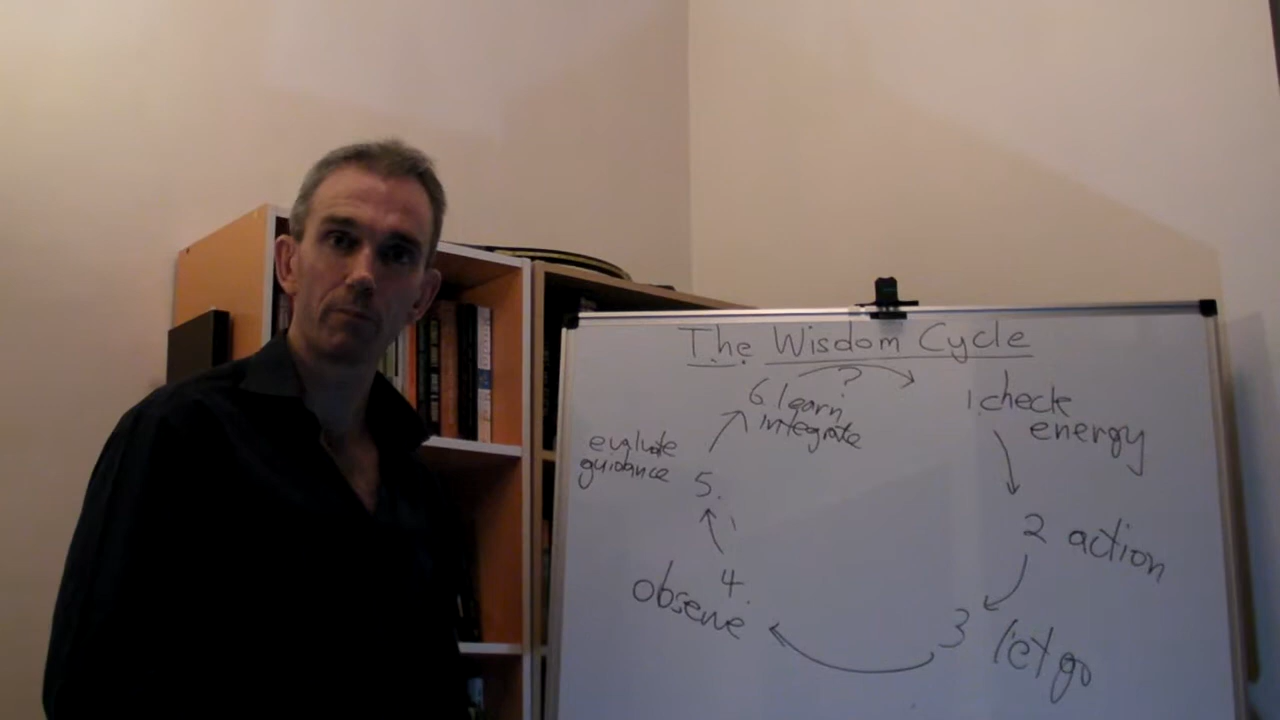 The Wisdom Cycle
?
1. check
energy
2 action
3 let go
4.
observe
5.
evaluate
guidance
6. learn
integrate